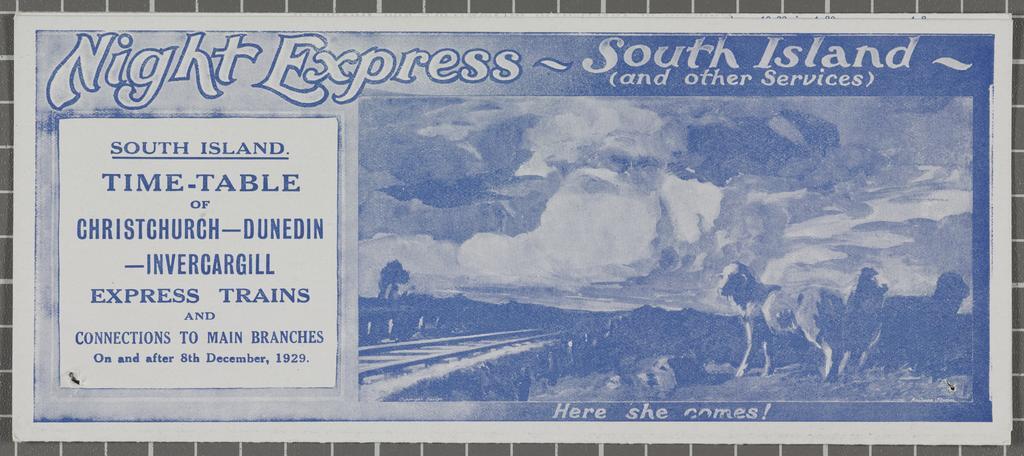 Night Express ~ South Island ~
(and other Services)
SOUTH ISLAND.
TIME-TABLE
OF
CHRISTCHURCH—DUNEDIN
—INVERCARGILL
EXPRESS TRAINS
AND
CONNECTIONS TO MAIN BRANCHES
On and after 8th December, 1929.
Here she comes!